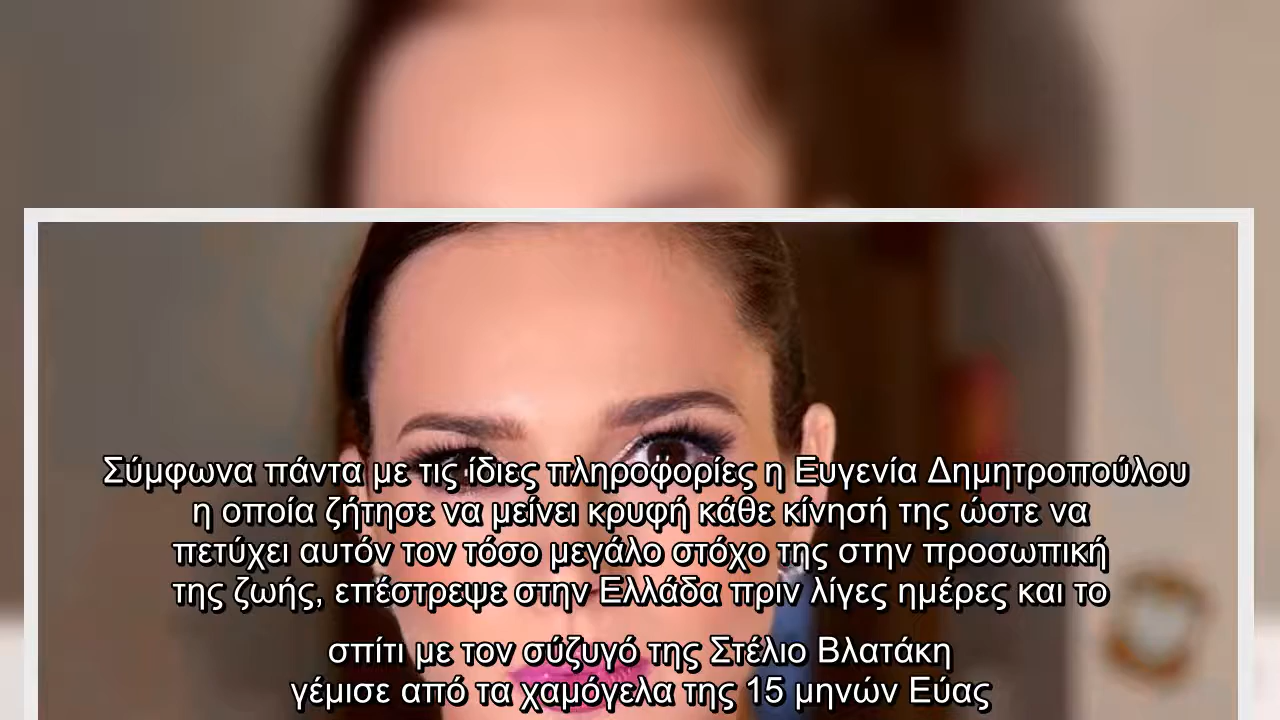 Σύμφωνα πάντα με τις ίδιες πληροφορίες η Ευγενία Δημητροπούλου
η οποία ζήτησε να μείνει κρυφή κάθε κίνησή της ώστε να
πετύχει αυτόν τον τόσο μεγάλο στόχο της στην προσωπική
της ζωής, επέστρεψε στην Ελλάδα πριν λίγες ημέρες και το
σπίτι με τον σύζυγό της Στέλιο Βλατάκη
γέμισε από τα χαμόγελα της 15 μηνών Εύας